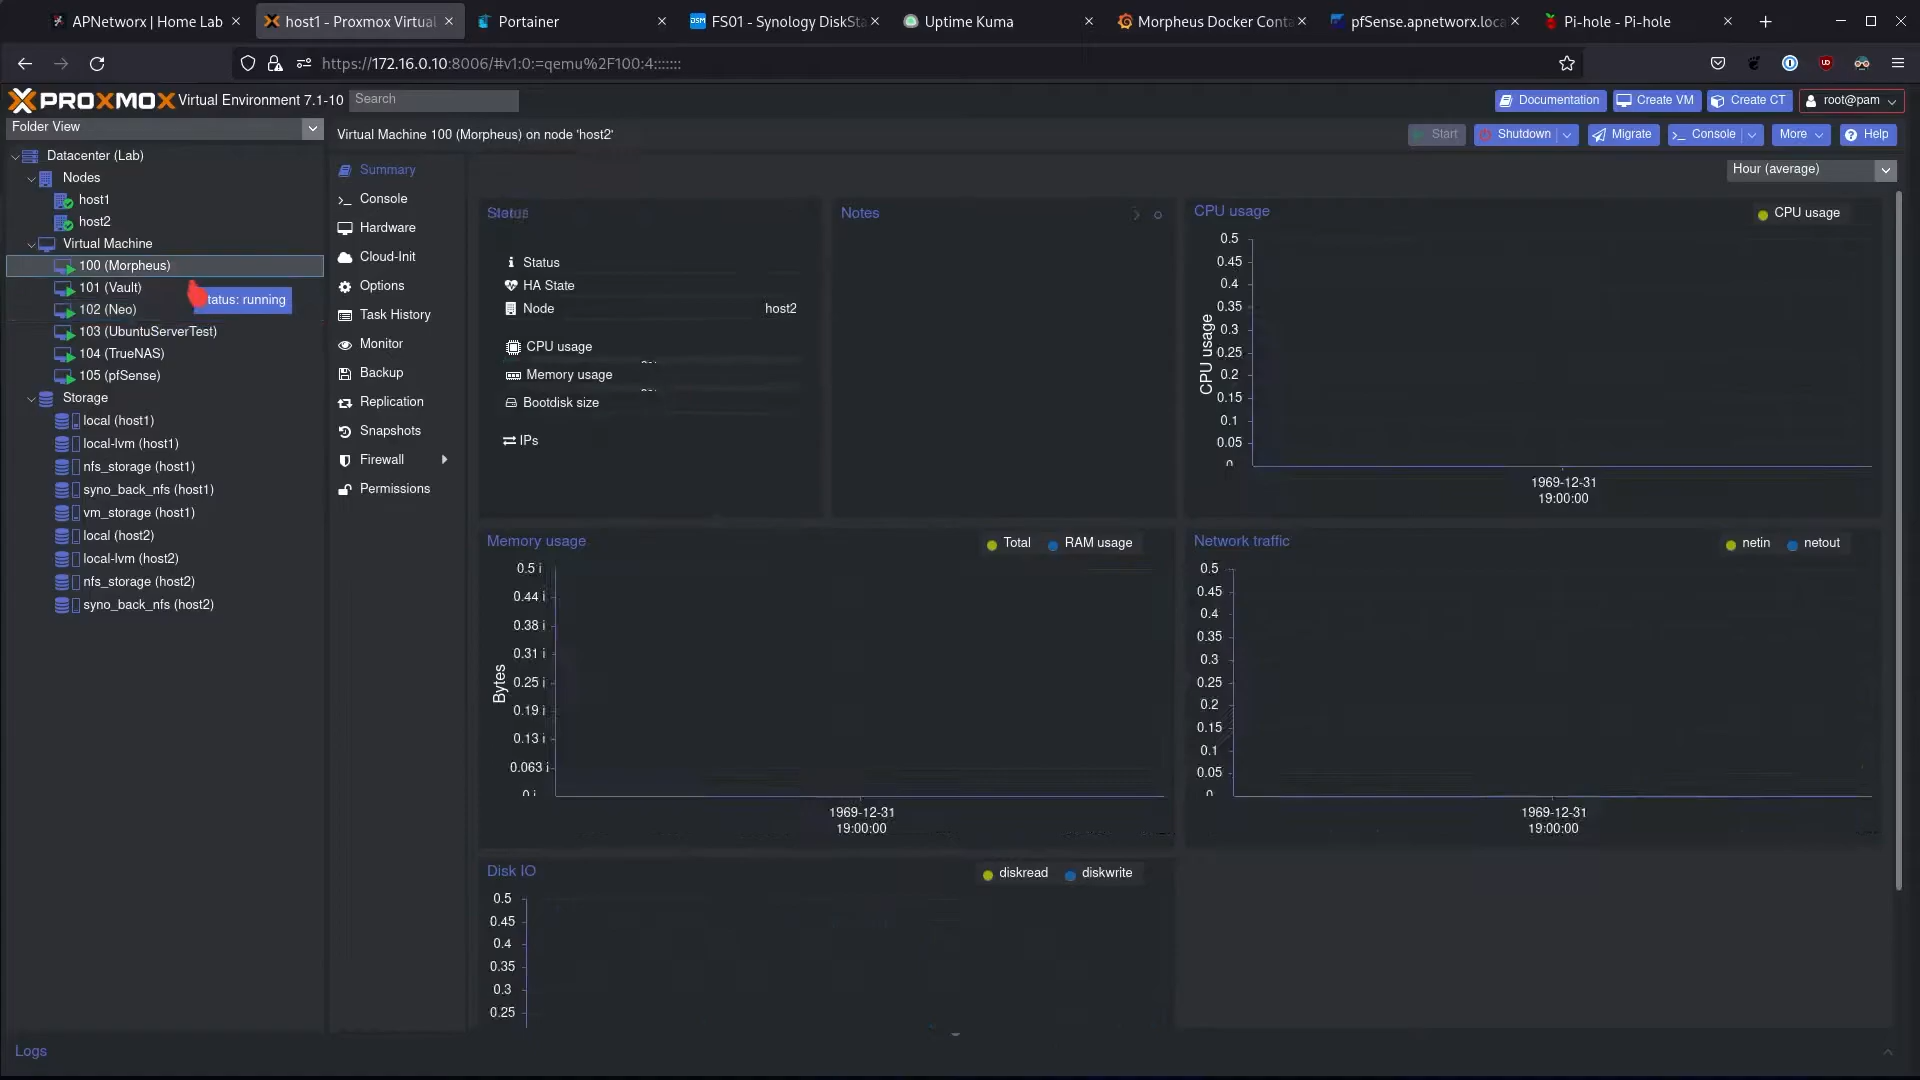 APNetworx | Home Lab
host1 - Proxmox Virtual
Portainer
FS01 - Synology DiskSta
Uptime Kuma
Morpheus Docker Conta
pfSense.apnetworx.loca
Pi-hole - Pi-hole
https://172.16.0.10:8006/#v1:0:=qemu%2F100:4:::::::
PROXMOX Virtual Environment 7.1-10
Search
Documentation
Create VM
Create CT
root@pam
Folder View
Virtual Machine 100 (Morpheus) on node 'host2'
Start
Shutdown
Migrate
Console
More
Help
Datacenter (Lab)
Nodes
host1
host2
Virtual Machine
100 (Morpheus)
101 (Vault)
tatus: running
102 (Neo)
103 (UbuntuServerTest)
104 (TrueNAS)
105 (pfSense)
Storage
local (host1)
local-lvm (host1)
nfs_storage (host1)
syno_back_nfs (host1)
vm_storage (host1)
local (host2)
local-lvm (host2)
nfs_storage (host2)
syno_back_nfs (host2)
Summary
Console
Hardware
Cloud-Init
Options
Task History
Monitor
Backup
Replication
Snapshots
Firewall
Permissions
Hour (average)
Status
Status
HA State
Node host2
CPU usage
Memory usage
Bootdisk size
IPs
Notes
CPU usage
CPU usage
0.5
0.45
0.4
0.35
0.3
0.25
0.2
0.15
0.1
0.05
0
CPU usage
1969-12-31
19:00:00
Memory usage
Total
RAM usage
0.5 i
0.44 i
0.38 i
0.31 i
0.25 i
0.19 i
0.13 i
0.063 i
0 i
Bytes
1969-12-31
19:00:00
Network traffic
netin
netout
0.5
0.45
0.4
0.35
0.3
0.25
0.2
0.15
0.1
0.05
0
1969-12-31
19:00:00
Disk IO
diskread
diskwrite
0.5
0.45
0.4
0.35
0.3
0.25
Logs